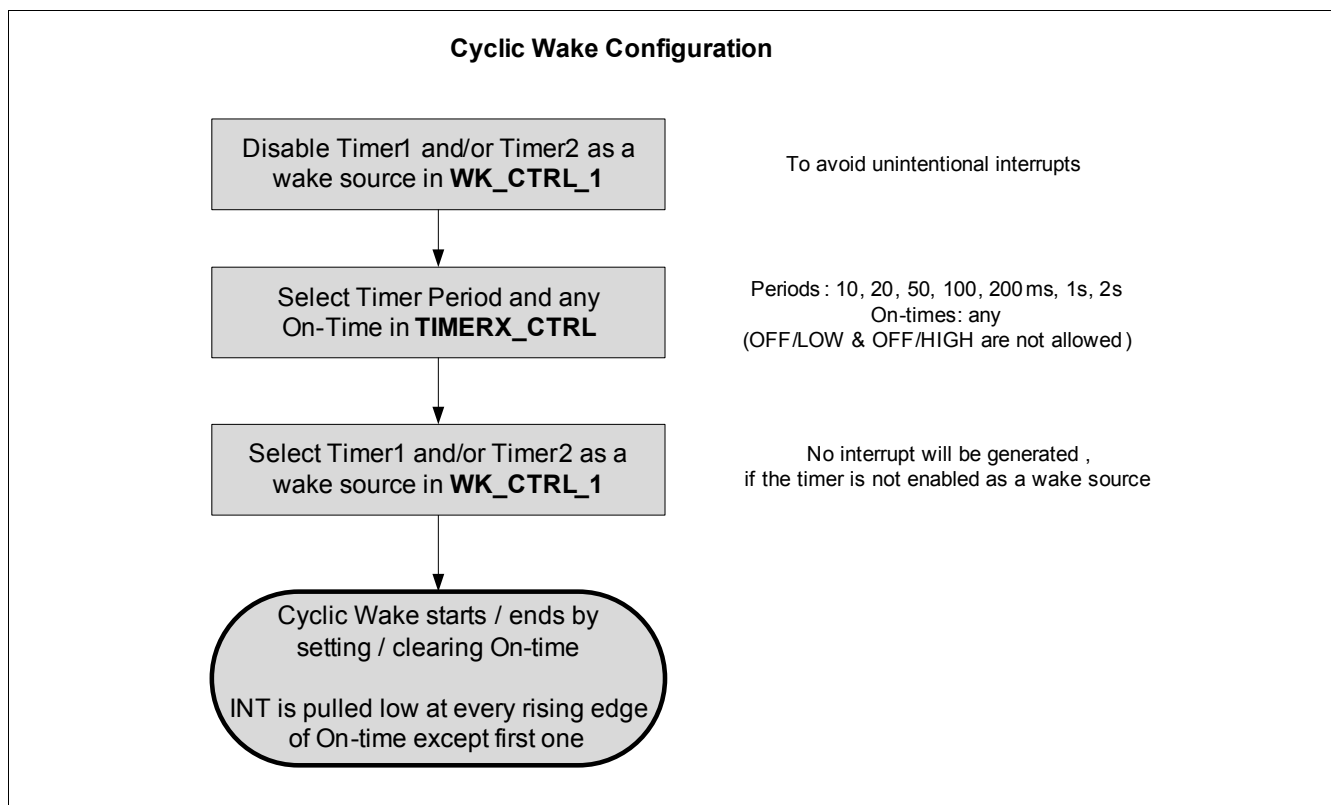 Cyclic Wake Configuration
Disable Timer1 and/or Timer2 as a
wake source in WK_CTRL_1
To avoid unintentional interrupts
Select Timer Period and any
On-Time in TIMERX_CTRL
Periods : 10, 20, 50, 100, 200 ms, 1s, 2s
On-times: any
(OFF/LOW & OFF/HIGH are not allowed )
Select Timer1 and/or Timer2 as a
wake source in WK_CTRL_1
No interrupt will be generated ,
if the timer is not enabled as a wake source
Cyclic Wake starts / ends by
setting / clearing On-time
INT is pulled low at every rising edge
of On-time except first one